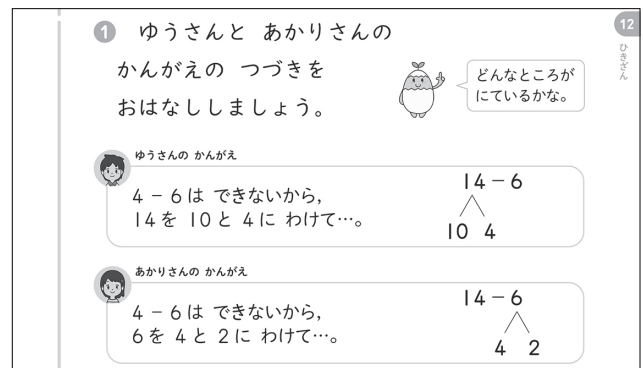 12
ひきざん
1 ゆうさんと あかりさんの
かんがえの つづきを
おはなししましょう。
どんなところが
にているかな。
ゆうさんの かんがえ
4 − 6は できないから,
14を 10と 4に わけて…。
14 − 6
10 4
あかりさんの かんがえ
4 − 6は できないから,
6を 4と 2に わけて…。
14 − 6
4 2